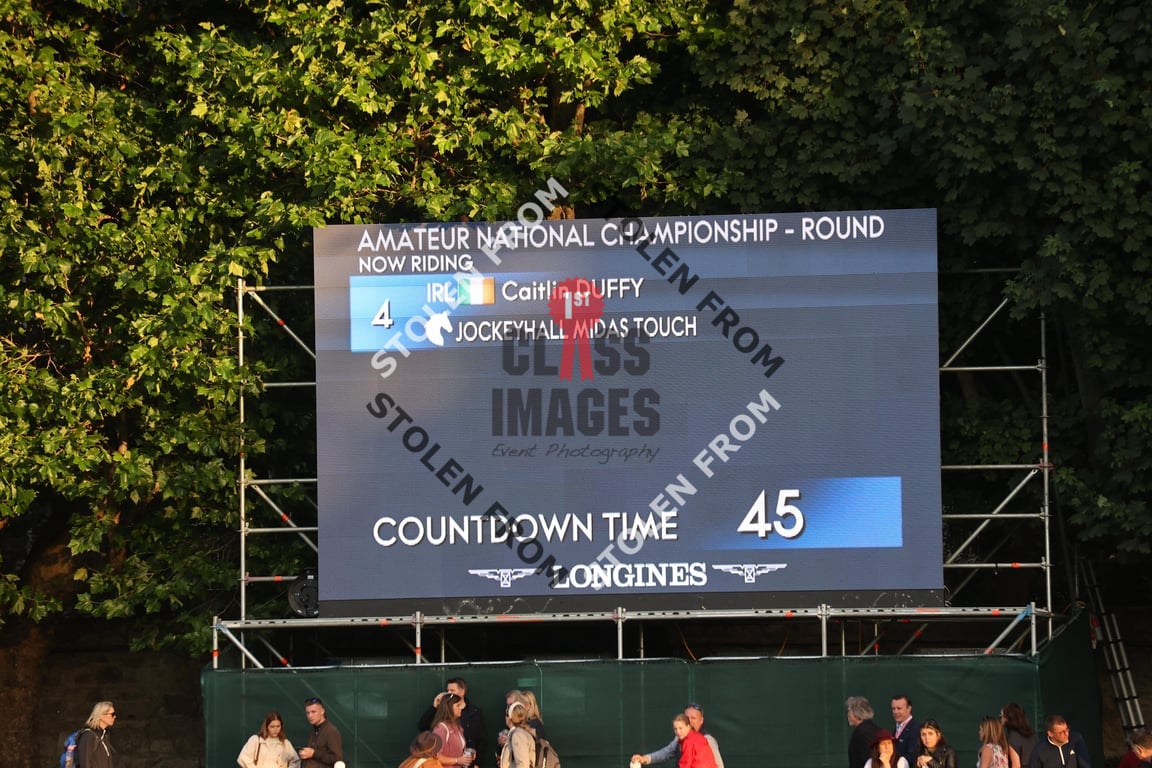 AMATEUR NATIONAL CHAMPIONSHIP - ROUND
NOW RIDING
4
IRL Caitlin DUFFY
JOCKEYHALL MIDAS TOUCH
1ST
CLASS
IMAGES
Event Photography
STOLEN FROM
STOLEN FROM
STOLEN FROM
STOLEN FROM
COUNTDOWN TIME 45
LONGINES